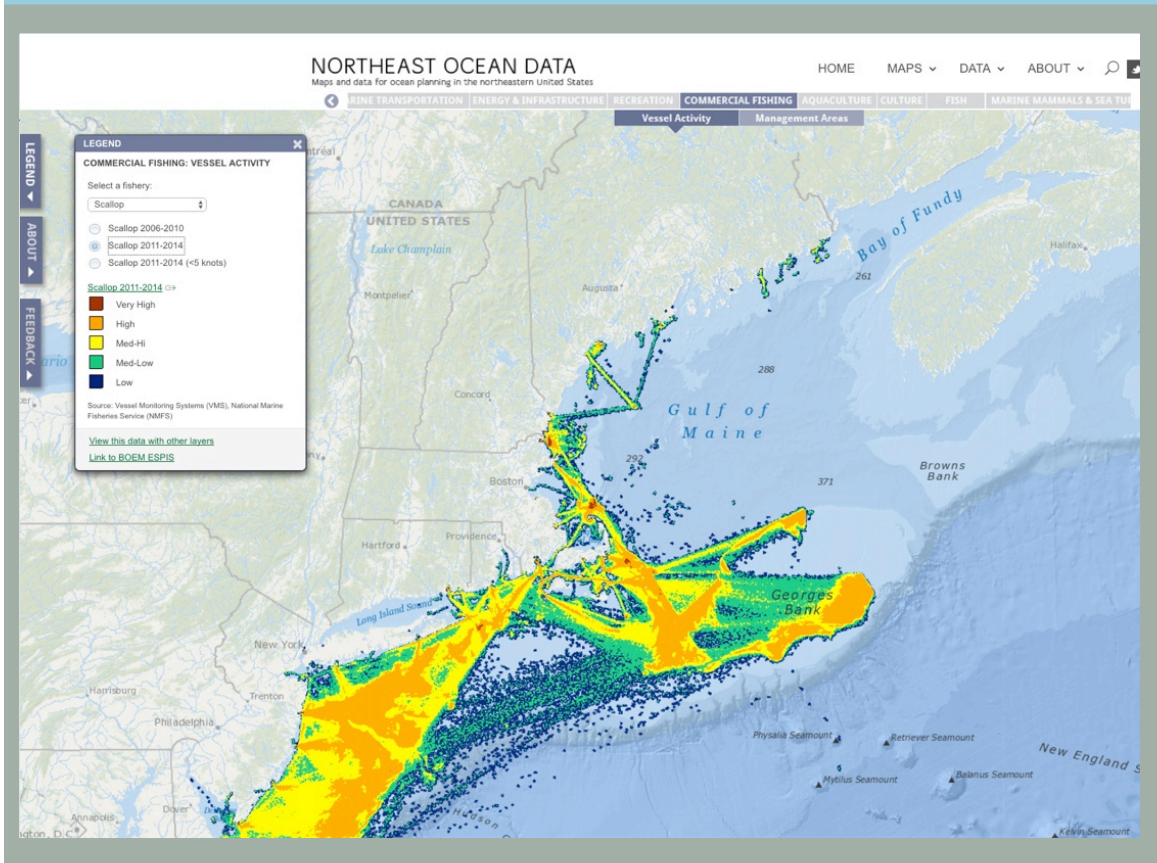 NORTHEAST OCEAN DATA
Maps and data for ocean planning in the northeastern United States
HOME MAPS DATA ABOUT
RINE TRANSPORTATION ENERGY & INFRASTRUCTURE RECREATION COMMERCIAL FISHING AQUACULTURE CULTURE FISH MARINE MAMMALS & SEA TU
Vessel Activity Management Areas
LEGEND
ABOUT
FEEDBACK
LEGEND
COMMERCIAL FISHING: VESSEL ACTIVITY
Select a fishery:
Scallop
Scallop 2006-2010
Scallop 2011-2014
Scallop 2011-2014 (<5 knots)
Scallop 2011-2014
Very High
High
Med-Hi
Med-Low
Low
Source: Vessel Monitoring Systems (VMS), National Marine
Fisheries Service (NMFS)
View this data with other layers
Link to BOEM ESPIS
ntréal
CANADA
UNITED STATES
Lake Champlain
Montpelier
Augusta
Bay of Fundy
Halifax
261
288
Concord
Gulf of
Maine
292
371
Browns
Bank
Boston
Providence
Hartford
Georges
Bank
Long Island Sound
New York
Harrisburg
Trenton
Philadelphia
Physalia Seamount
Retriever Seamount
New England S
Mytilus Seamount
Balanus Seamount
Dover
Annapolis
Hudson
gton, D.C.
Kelvin Seamount
ario